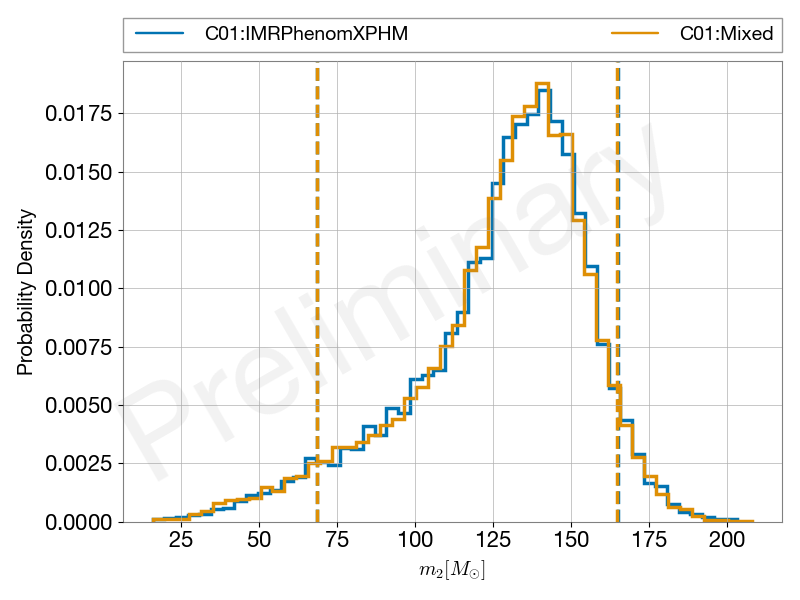 C01:IMRPhenomXPHM C01:Mixed
0.0175
0.0150
0.0125
0.0100
0.0075
0.0050
0.0025
0.0000
Probability Density
Preliminary
25 50 75 100 125 150 175 200
m₂[M☉]